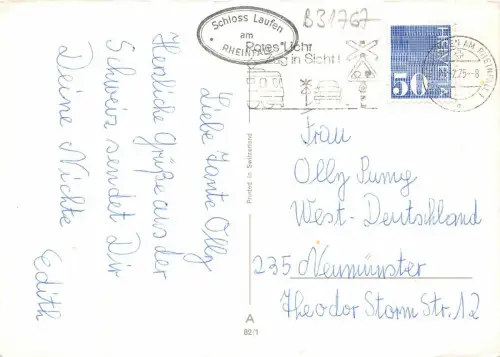 Schloss Laufen
am
RHEINFALL
B31767
Rotes Licht
Zug in Sicht!
HELVETIA
50
Liebe Tante Olly
Herzliche Grüße aus der
Schweiz sendet Dir
Deine Nichte
Edith
Printed in Switzerland
A
82/1
Frau
Olly Pumg
West-Deutschland
235 Neumünster
Theodor Storm Str. 12